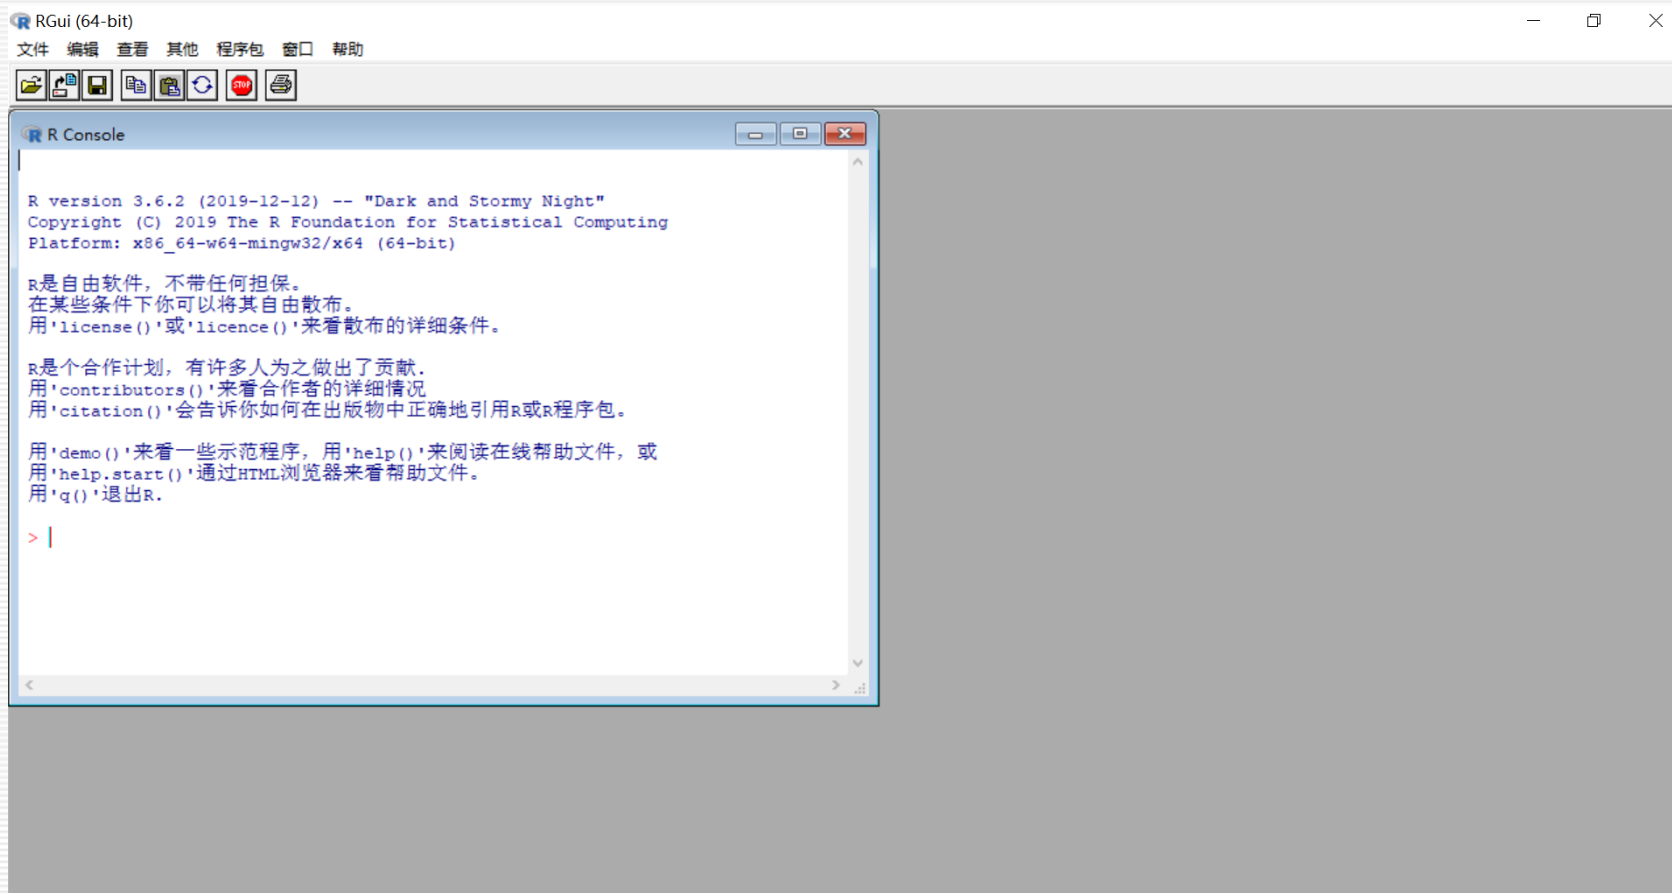 RGui (64-bit)
文件 编辑 查看 其他 程序包 窗口 帮助
STOP
R Console
R version 3.6.2 (2019-12-12) -- "Dark and Stormy Night"
Copyright (C) 2019 The R Foundation for Statistical Computing
Platform: x86_64-w64-mingw32/x64 (64-bit)
R是自由软件，不带任何担保。
在某些条件下你可以将其自由散布。
用'license()'或'licence()'来看散布的详细条件。
R是个合作计划，有许多人为之做出了贡献.
用'contributors()'来看合作者的详细情况
用'citation()'会告诉你如何在出版物中正确地引用R或R程序包。
用'demo()'来看一些示范程序，用'help()'来阅读在线帮助文件，或
用'help.start()'通过HTML浏览器来看帮助文件。
用'q()'退出R.
>